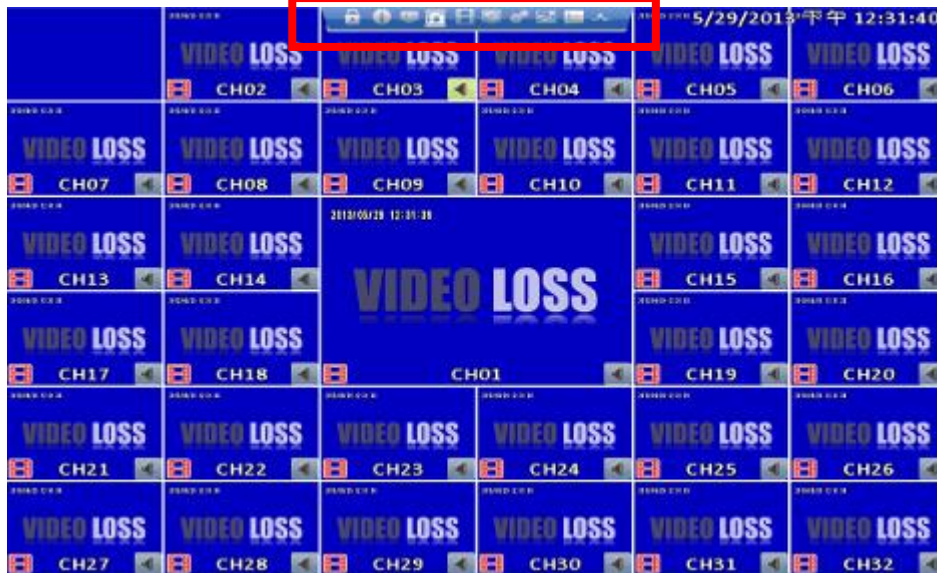 5/29/2013 下午 12:31:40
VIDEO LOSS VIDEO LOSS VIDEO LOSS VIDEO LOSS VIDEO LOSS
CH02 CH03 CH04 CH05 CH06
VIDEO LOSS VIDEO LOSS VIDEO LOSS VIDEO LOSS VIDEO LOSS VIDEO LOSS
CH07 CH08 CH09 CH10 CH11 CH12
VIDEO LOSS VIDEO LOSS VIDEO LOSS VIDEO LOSS
CH13 CH14 CH15 CH16
2013/05/29 12:31:39
VIDEO LOSS
VIDEO LOSS VIDEO LOSS VIDEO LOSS VIDEO LOSS
CH17 CH18 CH01 CH19 CH20
VIDEO LOSS VIDEO LOSS VIDEO LOSS VIDEO LOSS VIDEO LOSS VIDEO LOSS
CH21 CH22 CH23 CH24 CH25 CH26
VIDEO LOSS VIDEO LOSS VIDEO LOSS VIDEO LOSS VIDEO LOSS VIDEO LOSS
CH27 CH28 CH29 CH30 CH31 CH32